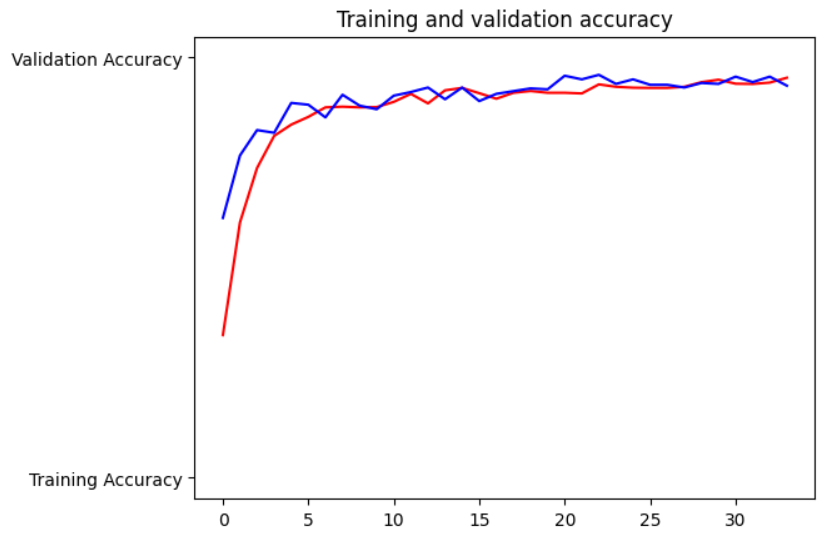 Training and validation accuracy
Validation Accuracy
Training Accuracy
0 5 10 15 20 25 30